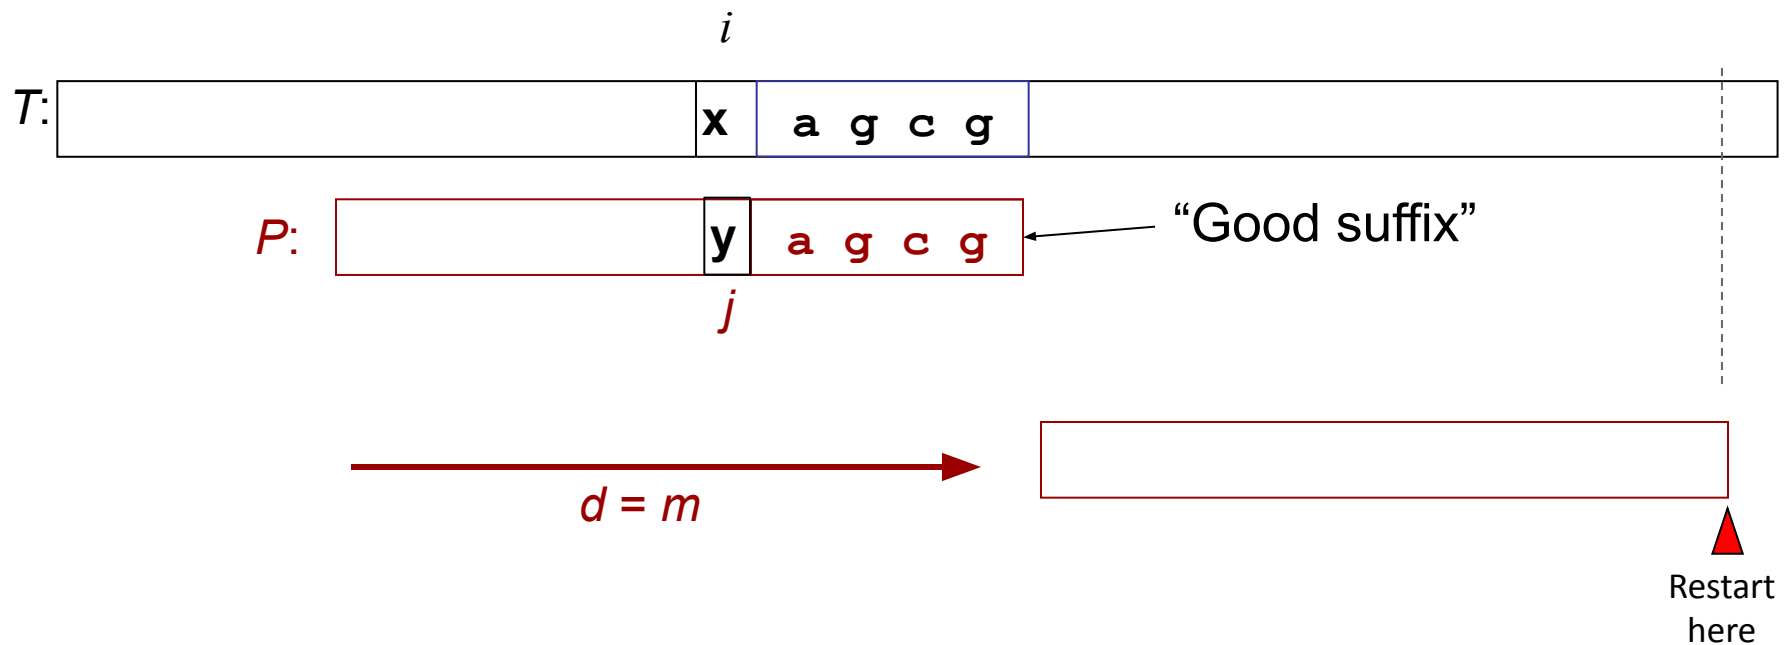 i
T:
x a g c g
P:
y a g c g
“Good suffix”
j
d = m
Restart
here